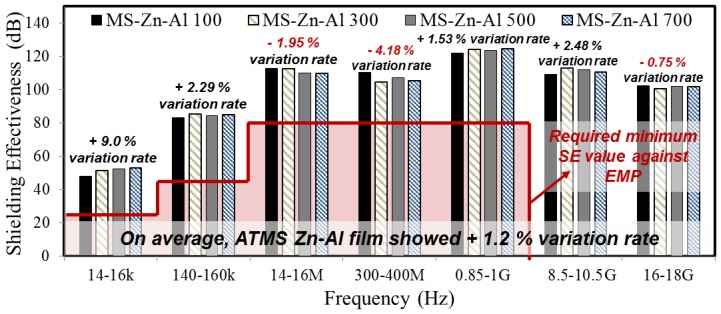 MS-Zn-Al 100 MS-Zn-Al 300 MS-Zn-Al 500 MS-Zn-Al 700
Shielding Effectiveness (dB)
140
120
100
80
60
40
20
0
+ 9.0 %
variation rate
+ 2.29 %
variation rate
- 1.95 %
variation rate
- 4.18 %
variation rate
+ 1.53 % variation rate
+ 2.48 %
variation rate
- 0.75 %
variation rate
Required minimum
SE value against
EMP
On average, ATMS Zn-Al film showed + 1.2 % variation rate
14-16k 140-160k 14-16M 300-400M 0.85-1G 8.5-10.5G 16-18G
Frequency (Hz)